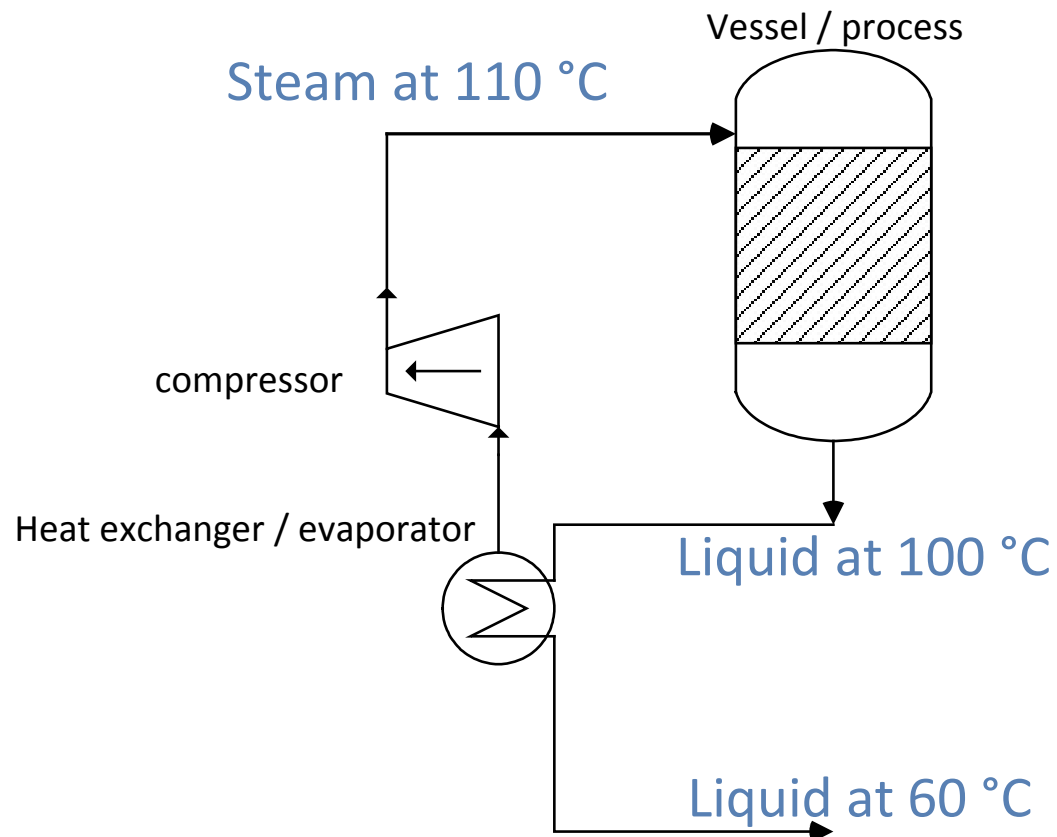 Vessel / process
Steam at 110 °C
compressor
Heat exchanger / evaporator
Liquid at 100 °C
Liquid at 60 °C